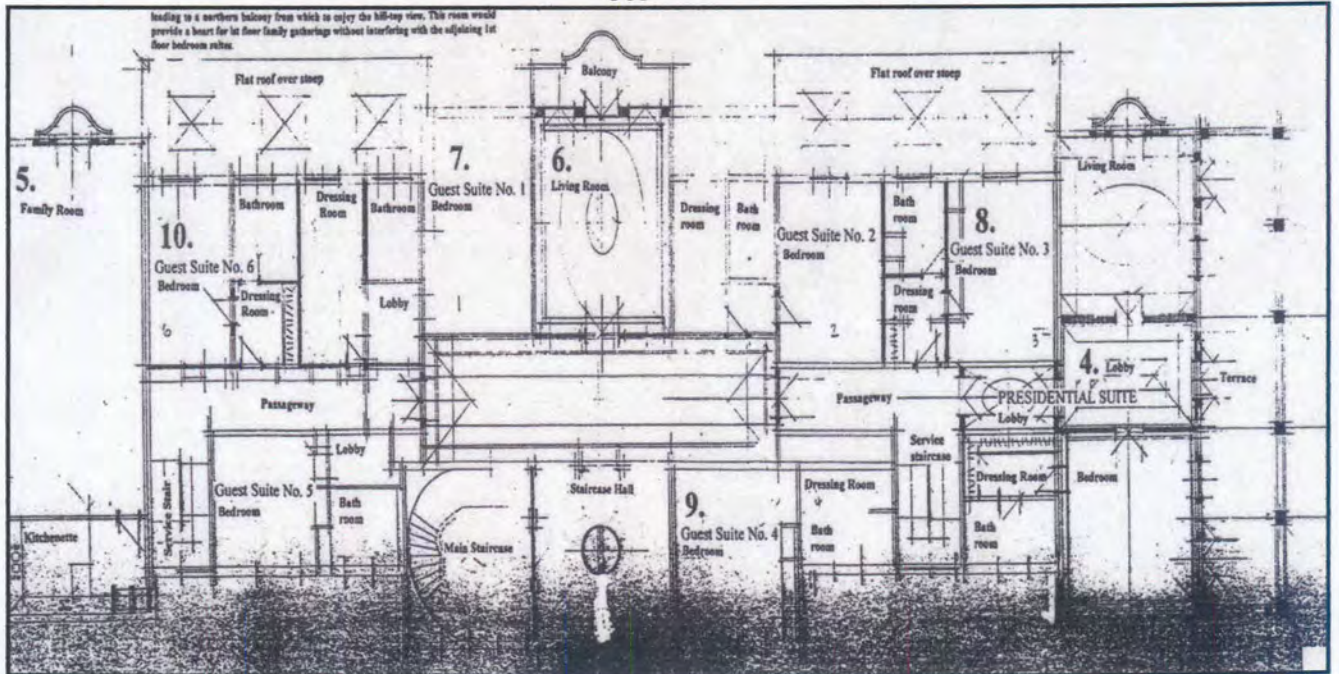 leading to a northern balcony from which to enjoy the hill-top view. This room would
provide a heart for 1st floor family gatherings without interfering with the adjoining 1st
floor bedroom suites.
Flat roof over stoep
Balcony
Flat roof over stoep
5.
Family Room
10.
Guest Suite No. 6
Bedroom
6
Bathroom
Dressing
Room
Dressing
Room
Bathroom
Lobby
7.
Guest Suite No. 1
Bedroom
1
6.
Living Room
Dressing
room
Bath
room
Guest Suite No. 2
Bedroom
2
Bath
room
Dressing
room
8.
Guest Suite No. 3
Bedroom
3
Living Room
4.
Lobby
PRESIDENTIAL SUITE
Lobby
Terrace
Passageway
Passageway
Service
staircase
Lobby
Guest Suite No. 5
Bedroom
Bath
room
Service Stair
Kitchenette
Main Staircase
Staircase Hall
9.
Guest Suite No. 4
Bedroom
Dressing Room
Bath
room
Dressing Room
Bath
room
Bedroom